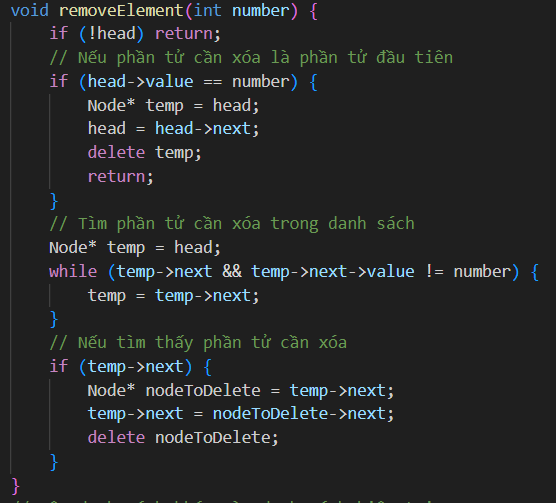 void removeElement(int number) {
    if (!head) return;
    // Nếu phần tử cần xóa là phần tử đầu tiên
    if (head->value == number) {
        Node* temp = head;
        head = head->next;
        delete temp;
        return;
    }
    // Tìm phần tử cần xóa trong danh sách
    Node* temp = head;
    while (temp->next && temp->next->value != number) {
        temp = temp->next;
    }
    // Nếu tìm thấy phần tử cần xóa
    if (temp->next) {
        Node* nodeToDelete = temp->next;
        temp->next = nodeToDelete->next;
        delete nodeToDelete;
    }
}